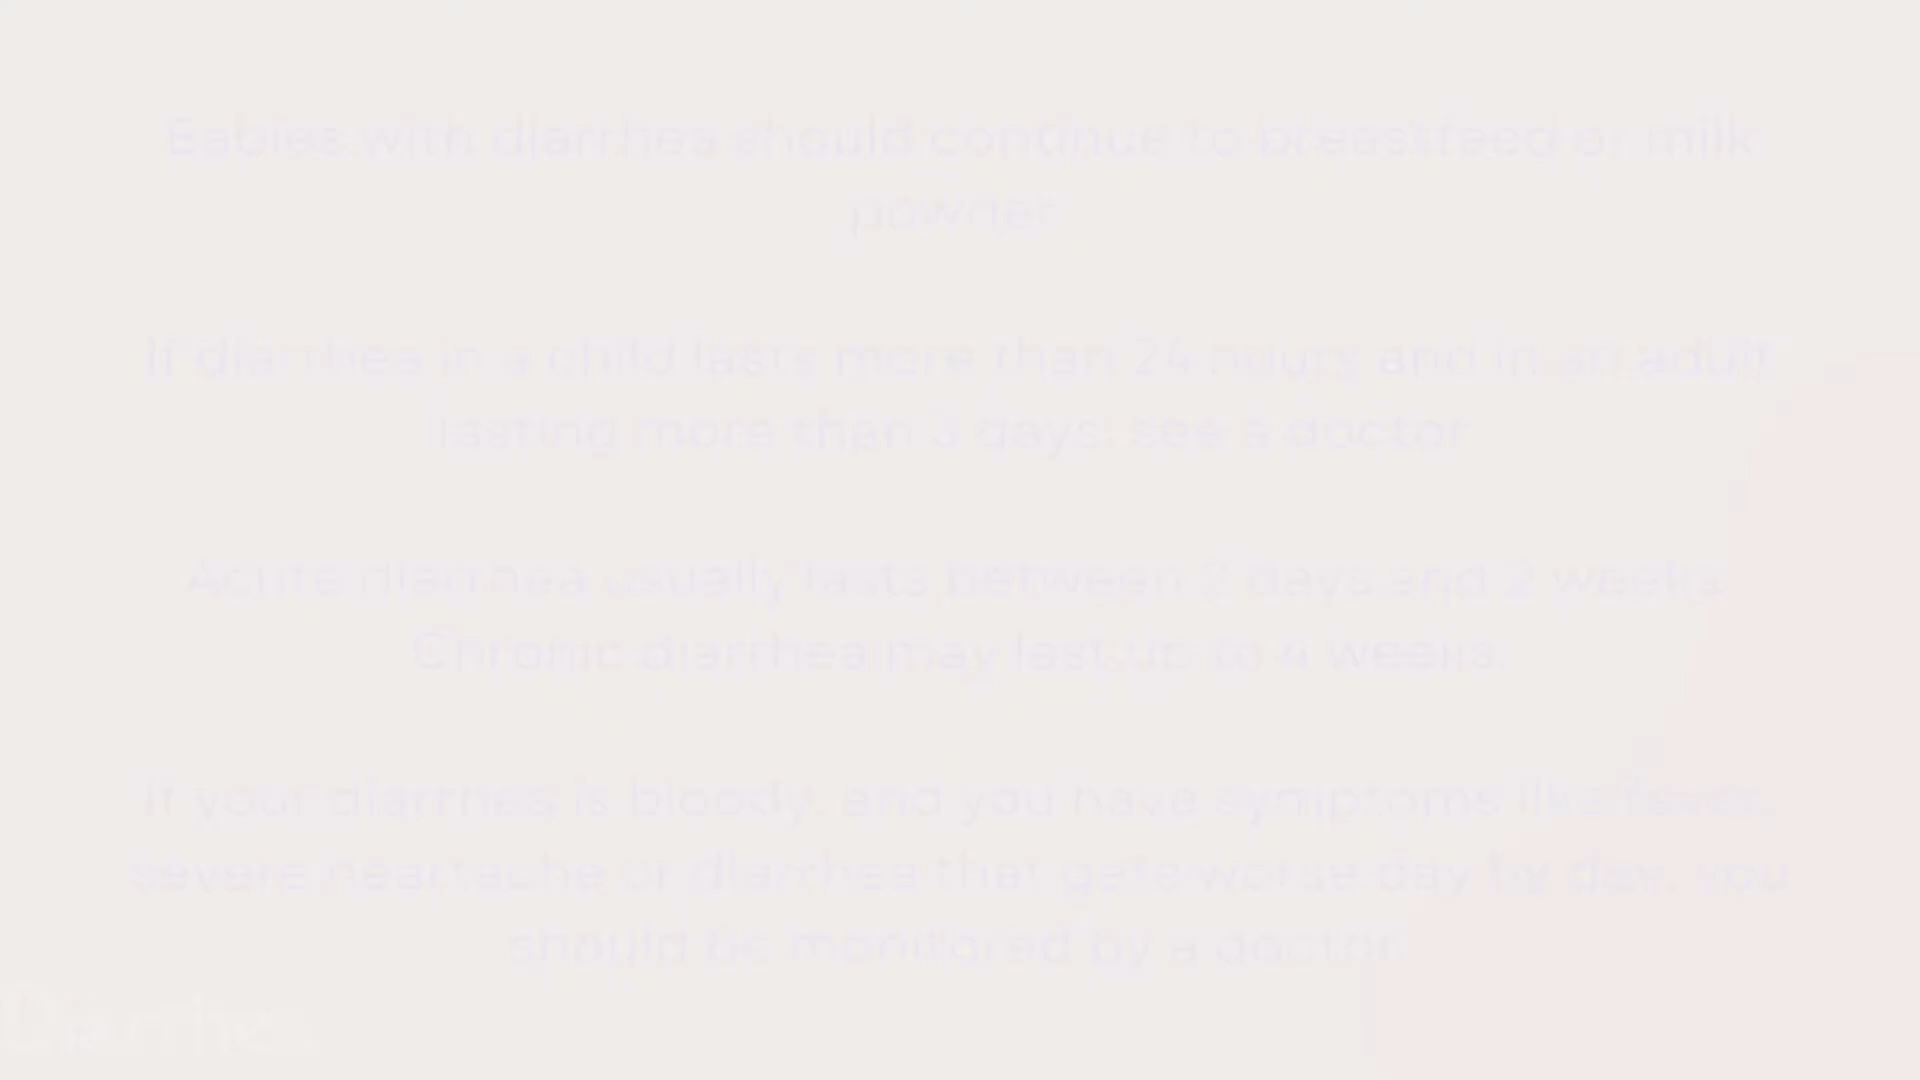 Babies with diarrhea should continue to breastfeed or milk
powder
If diarrhea in a child lasts more than 24 hours and in an adult
lasting more than 3 days, see a doctor
Acute diarrhea usually lasts between 2 days and 2 weeks
Chronic diarrhea may last up to 4 weeks.
If your diarrhea is bloody, and you have symptoms like fever,
severe heartache or diarrhea that gets worse day by day, you
should be monitored by a doctor
Diarrhea